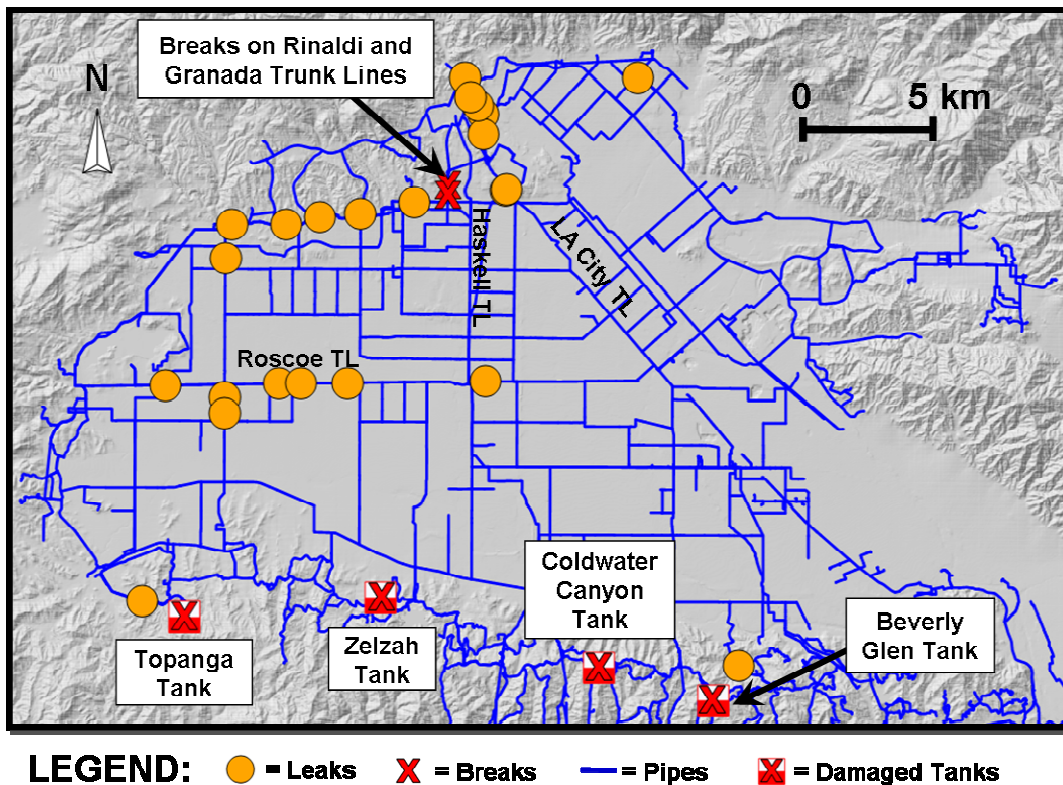 Breaks on Rinaldi and
Granada Trunk Lines
N
0 5 km
Haskell TL
LA City TL
Roscoe TL
Coldwater
Canyon
Tank
Beverly
Glen Tank
Zelzah
Tank
Topanga
Tank
LEGEND: = Leaks = Breaks = Pipes = Damaged Tanks